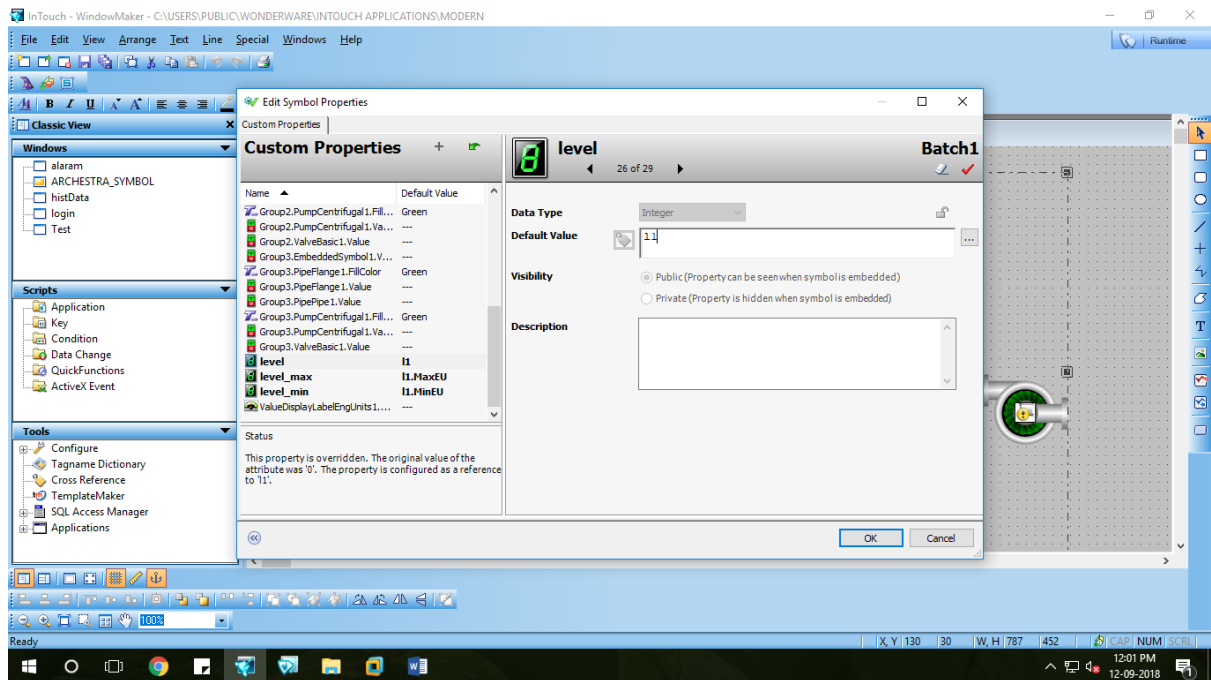 InTouch - WindowMaker - C:\USERS\PUBLIC\WONDERWARE\INTOUCH APPLICATIONS\MODERN
File Edit View Arrange Text Line Special Windows Help
Runtime
B I U A A
Classic View
Windows
alaram
ARCHESTRA_SYMBOL
histData
login
Test
Scripts
Application
Key
Condition
Data Change
QuickFunctions
ActiveX Event
Tools
Configure
Tagname Dictionary
Cross Reference
TemplateMaker
SQL Access Manager
Applications
Edit Symbol Properties
Custom Properties
Custom Properties
Name Default Value
Group2.PumpCentrifugal1.Fill... Green
Group2.PumpCentrifugal1.Va... ---
Group2.ValveBasic1.Value ---
Group3.EmbeddedSymbol1.V... ---
Group3.PipeFlange1.FillColor Green
Group3.PipeFlange1.Value ---
Group3.PipePipe1.Value ---
Group3.PumpCentrifugal1.Fill... Green
Group3.PumpCentrifugal1.Va... ---
Group3.ValveBasic1.Value ---
level l1
level_max l1.MaxEU
level_min l1.MinEU
ValueDisplayLabelEngUnits1.... ---
Status
This property is overridden. The original value of the
attribute was '0'. The property is configured as a reference
to 'l1'.
level
26 of 29
Batch1
Data Type Integer
Default Value l1
...
Visibility Public (Property can be seen when symbol is embedded)
Private (Property is hidden when symbol is embedded)
Description
OK Cancel
T
100%
Ready
X, Y 130 30 W, H 787 452 CAP NUM SCRL
12:01 PM
12-09-2018